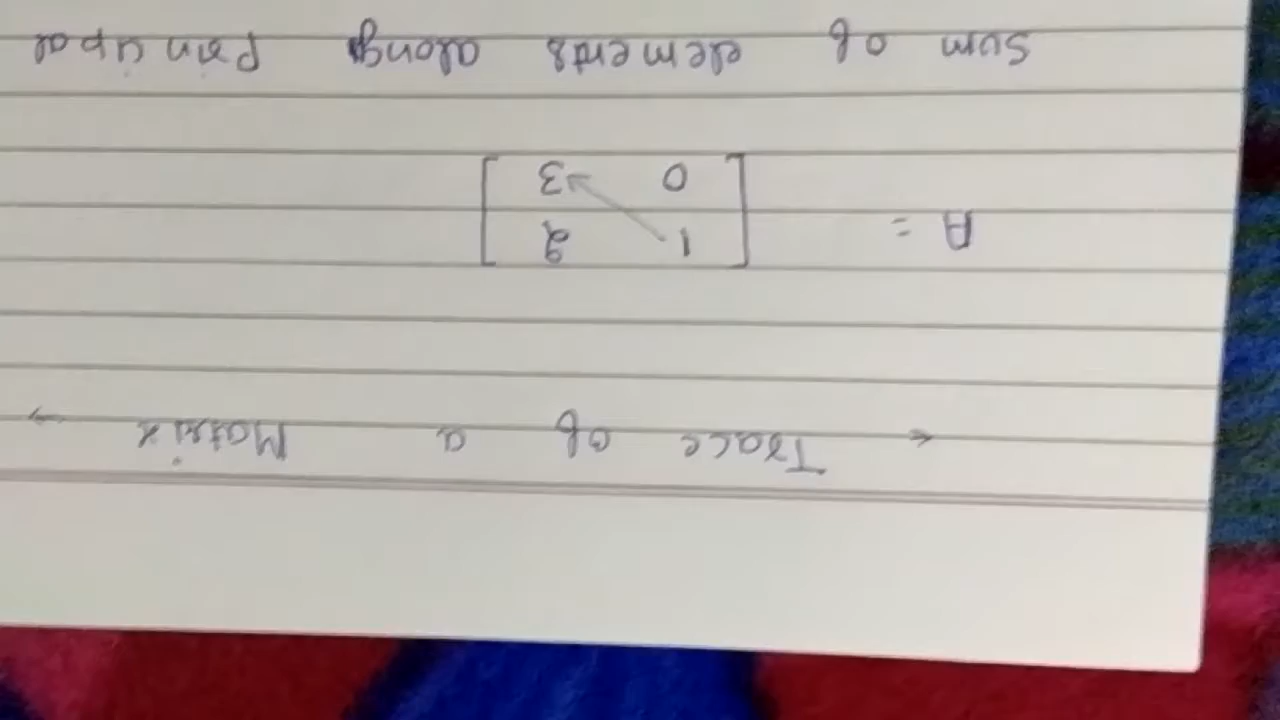 ← Trace of a Matrix →
A = [ 1 2
0 3 ]
Sum of elements along Principal